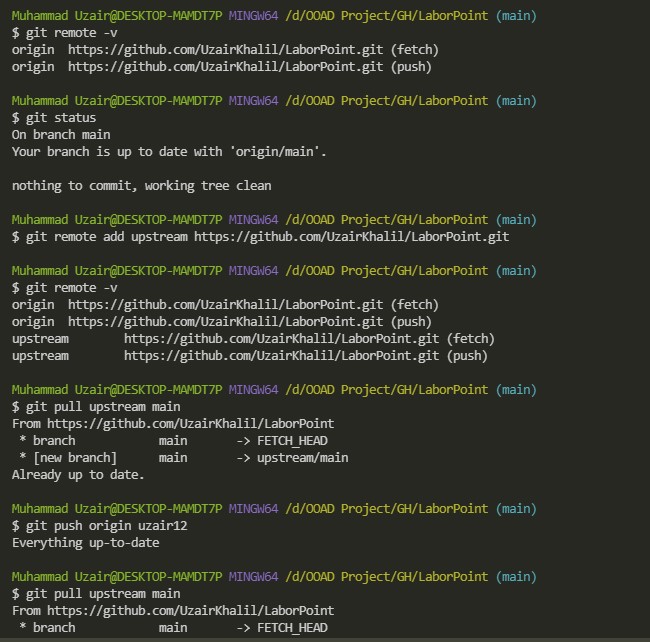 Muhammad Uzair@DESKTOP-MAMDT7P MINGW64 /d/OOAD Project/GH/LaborPoint (main)
$ git remote -v
origin  https://github.com/UzairKhalil/LaborPoint.git (fetch)
origin  https://github.com/UzairKhalil/LaborPoint.git (push)

Muhammad Uzair@DESKTOP-MAMDT7P MINGW64 /d/OOAD Project/GH/LaborPoint (main)
$ git status
On branch main
Your branch is up to date with 'origin/main'.

nothing to commit, working tree clean

Muhammad Uzair@DESKTOP-MAMDT7P MINGW64 /d/OOAD Project/GH/LaborPoint (main)
$ git remote add upstream https://github.com/UzairKhalil/LaborPoint.git

Muhammad Uzair@DESKTOP-MAMDT7P MINGW64 /d/OOAD Project/GH/LaborPoint (main)
$ git remote -v
origin  https://github.com/UzairKhalil/LaborPoint.git (fetch)
origin  https://github.com/UzairKhalil/LaborPoint.git (push)
upstream        https://github.com/UzairKhalil/LaborPoint.git (fetch)
upstream        https://github.com/UzairKhalil/LaborPoint.git (push)

Muhammad Uzair@DESKTOP-MAMDT7P MINGW64 /d/OOAD Project/GH/LaborPoint (main)
$ git pull upstream main
From https://github.com/UzairKhalil/LaborPoint
 * branch            main       -> FETCH_HEAD
 * [new branch]      main       -> upstream/main
Already up to date.

Muhammad Uzair@DESKTOP-MAMDT7P MINGW64 /d/OOAD Project/GH/LaborPoint (main)
$ git push origin uzair12
Everything up-to-date

Muhammad Uzair@DESKTOP-MAMDT7P MINGW64 /d/OOAD Project/GH/LaborPoint (main)
$ git pull upstream main
From https://github.com/UzairKhalil/LaborPoint
 * branch            main       -> FETCH_HEAD